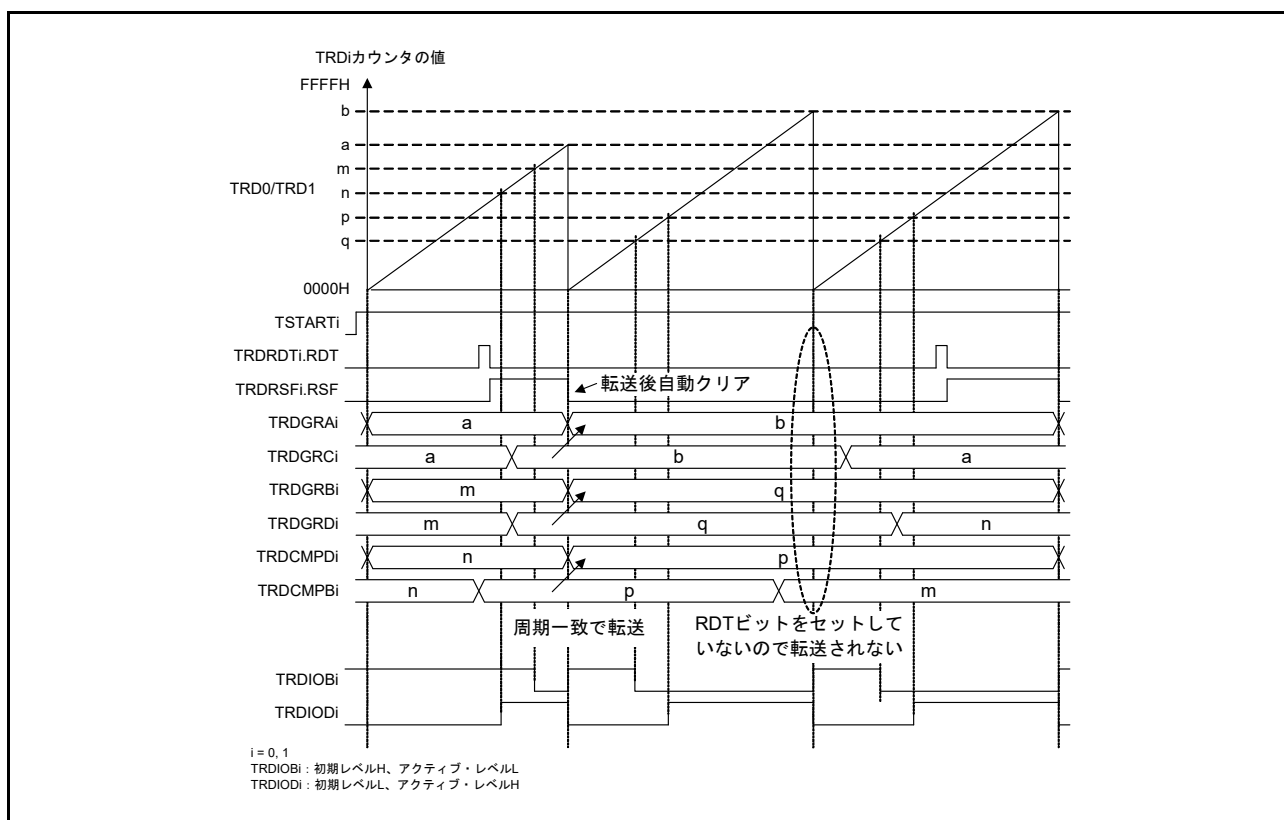 TRDiカウンタの値
FFFFH
b
a
m
TRD0/TRD1
n
p
q
0000H
TSTARTi
TRDRDTi.RDT
TRDRSFi.RSF
転送後自動クリア
TRDGRAi
a
b
TRDGRCi
a
b
a
TRDGRBi
m
q
TRDGRDi
m
q
n
TRDCMPDi
n
p
TRDCMPBi
n
p
m
周期一致で転送
RDTビットをセットして
いないので転送されない
TRDIOBi
TRDIODi
i = 0, 1
TRDIOBi：初期レベルH、アクティブ・レベルL
TRDIODi：初期レベルL、アクティブ・レベルH